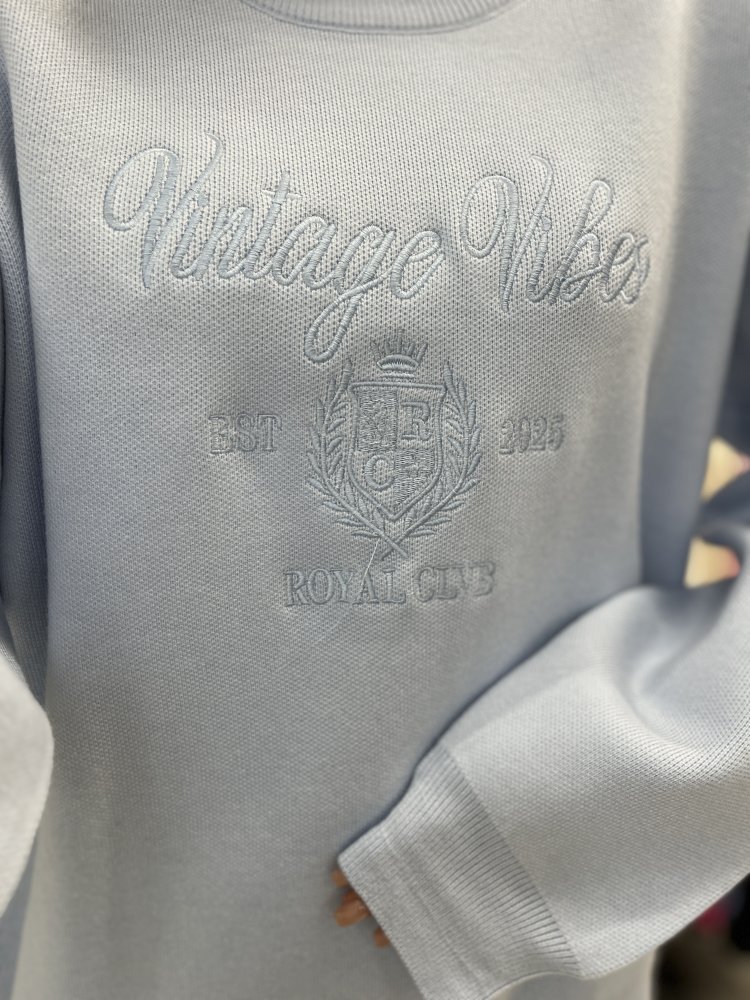 Vintage Vibes
EST 2025
R
C
ROYAL CLUB